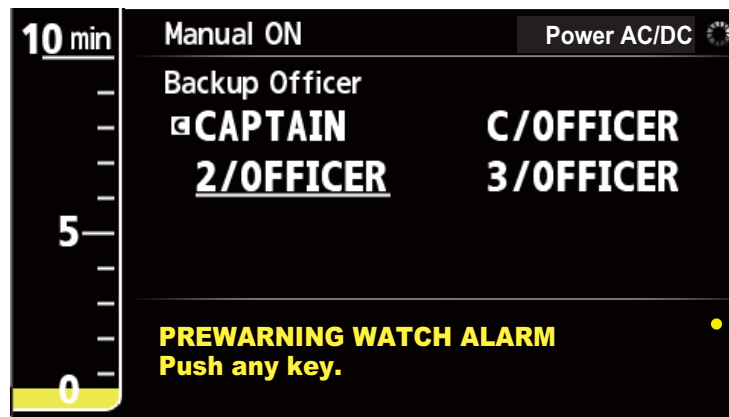 10 min
Manual ON
Power AC/DC
Backup Officer
C CAPTAIN
C/OFFICER
2/OFFICER
3/OFFICER
5
PREWARNING WATCH ALARM
Push any key.
0